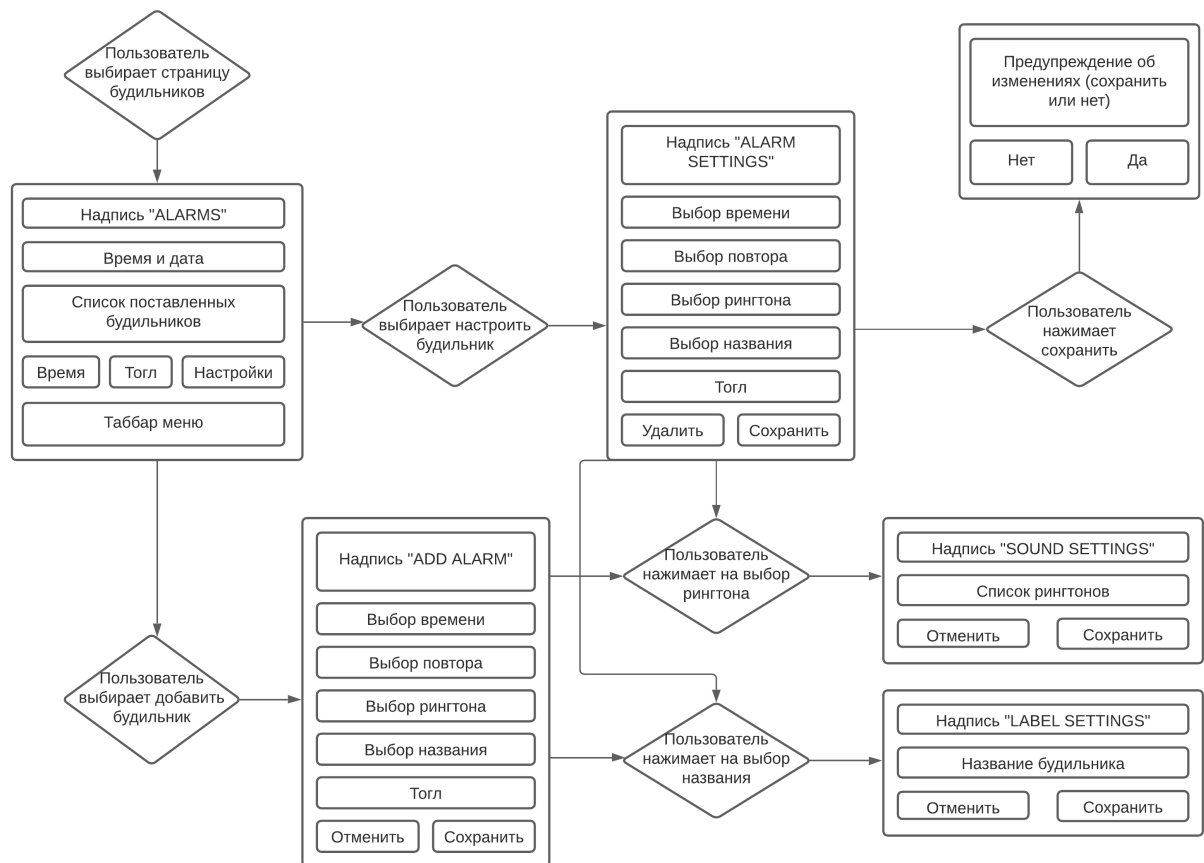 Пользователь
выбирает страницу
будильников
Надпись "ALARMS"
Время и дата
Список поставленных
будильников
Время
Тогл
Настройки
Таббар меню
Пользователь
выбирает настроить
будильник
Надпись "ALARM
SETTINGS"
Выбор времени
Выбор повтора
Выбор рингтона
Выбор названия
Тогл
Удалить
Сохранить
Пользователь
нажимает
сохранить
Предупреждение об
изменениях (сохранить
или нет)
Нет
Да
Пользователь
выбирает добавить
будильник
Надпись "ADD ALARM"
Выбор времени
Выбор повтора
Выбор рингтона
Выбор названия
Тогл
Отменить
Сохранить
Пользователь
нажимает на выбор
рингтона
Надпись "SOUND SETTINGS"
Список рингтонов
Отменить
Сохранить
Пользователь
нажимает на выбор
названия
Надпись "LABEL SETTINGS"
Название будильника
Отменить
Сохранить